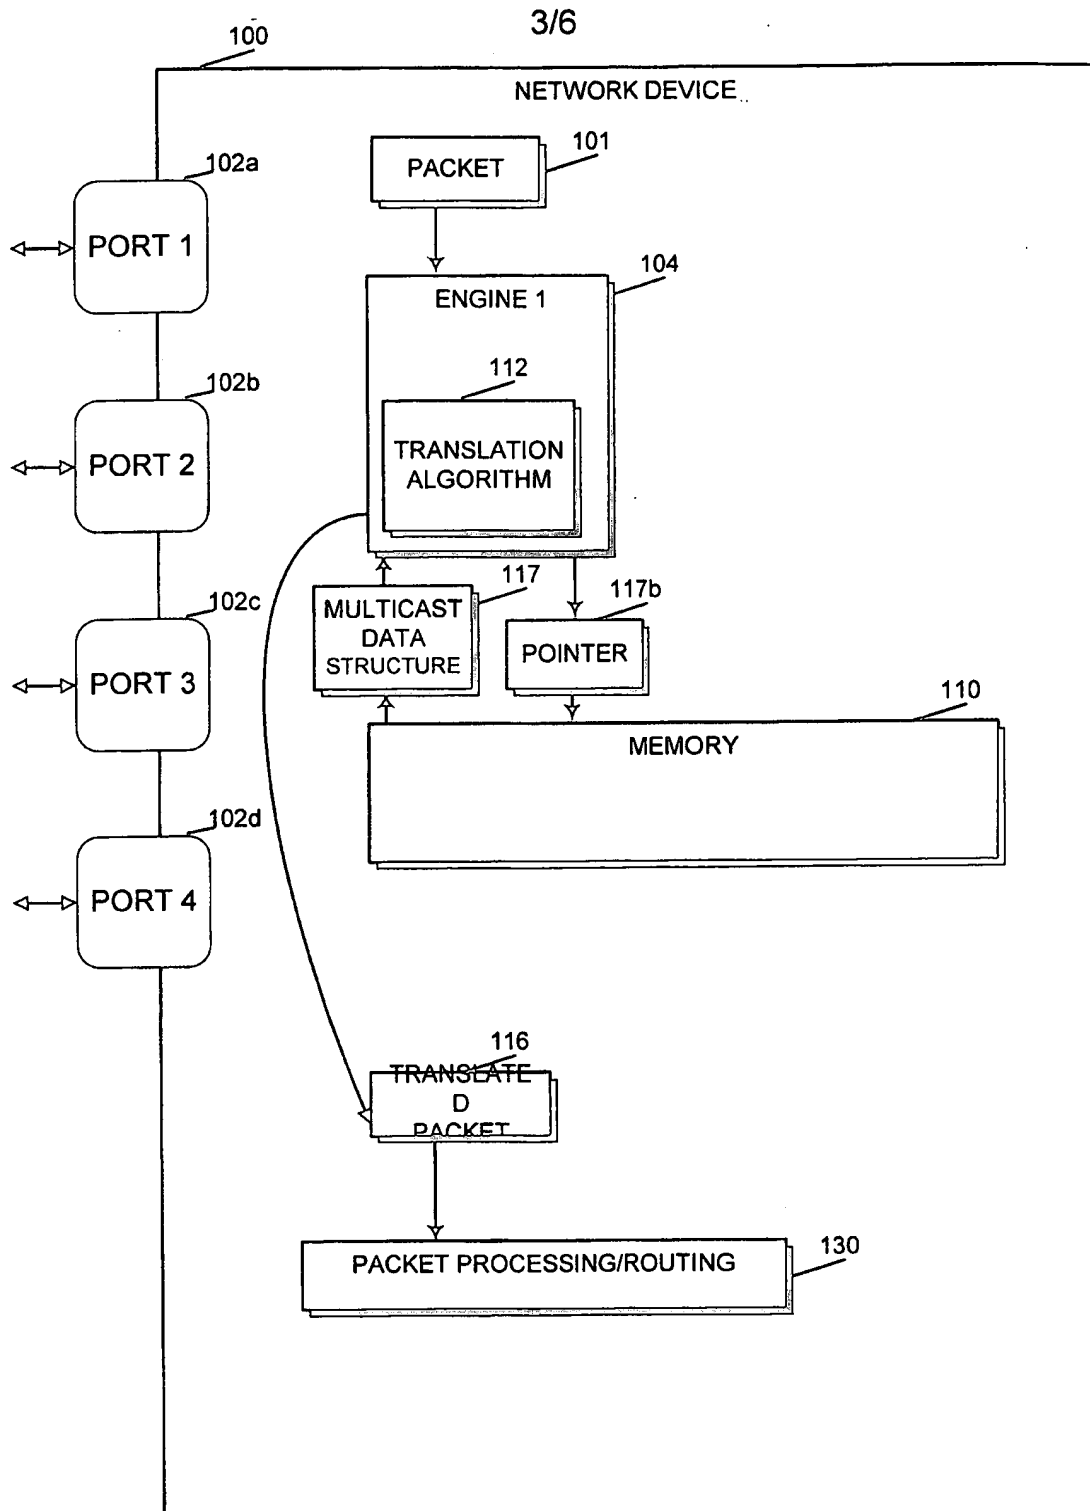 3/6
100
NETWORK DEVICE
102a
PORT 1
101
PACKET
104
ENGINE 1
112
TRANSLATION
ALGORITHM
102b
PORT 2
117
MULTICAST
DATA
STRUCTURE
117b
POINTER
102c
PORT 3
110
MEMORY
102d
PORT 4
116
TRANSLATE
D
PACKET
130
PACKET PROCESSING/ROUTING